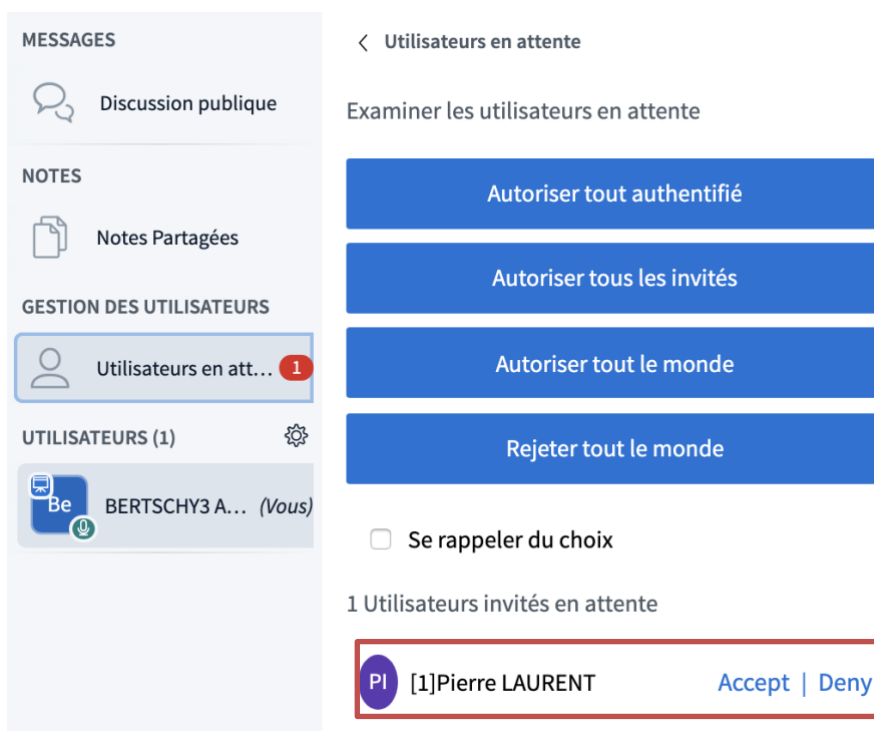 MESSAGES
Discussion publique
NOTES
Notes Partagées
GESTION DES UTILISATEURS
Utilisateurs en att... 1
UTILISATEURS (1)
Be
BERTSCHY3 A... (Vous)
Utilisateurs en attente
Examiner les utilisateurs en attente
Autoriser tout authentifié
Autoriser tous les invités
Autoriser tout le monde
Rejeter tout le monde
Se rappeler du choix
1 Utilisateurs invités en attente
PI [1]Pierre LAURENT Accept | Deny